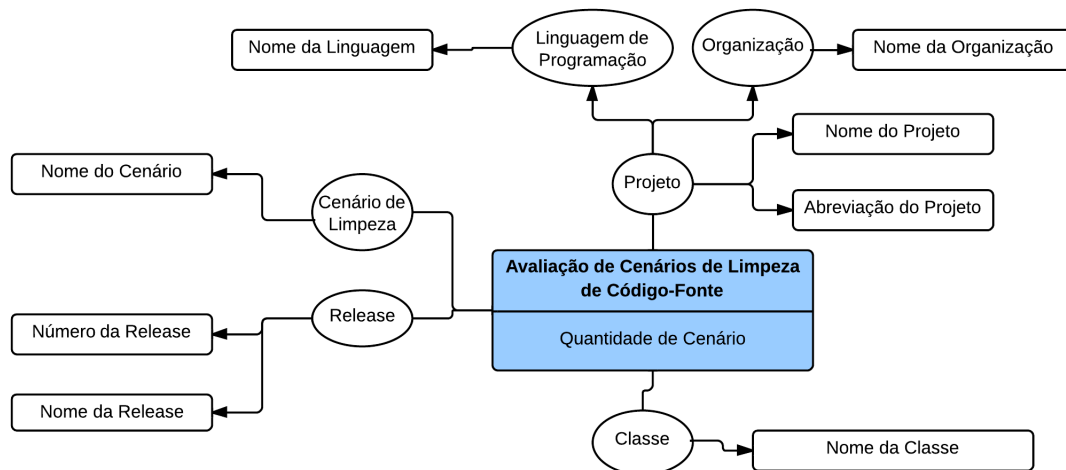 Nome da Linguagem
Linguagem de
Programação
Organização
Nome da Organização
Nome do Projeto
Nome do Cenário
Projeto
Cenário de
Limpeza
Abreviação do Projeto
Avaliação de Cenários de Limpeza
de Código-Fonte
Release
Número da Release
Quantidade de Cenário
Nome da Release
Classe
Nome da Classe